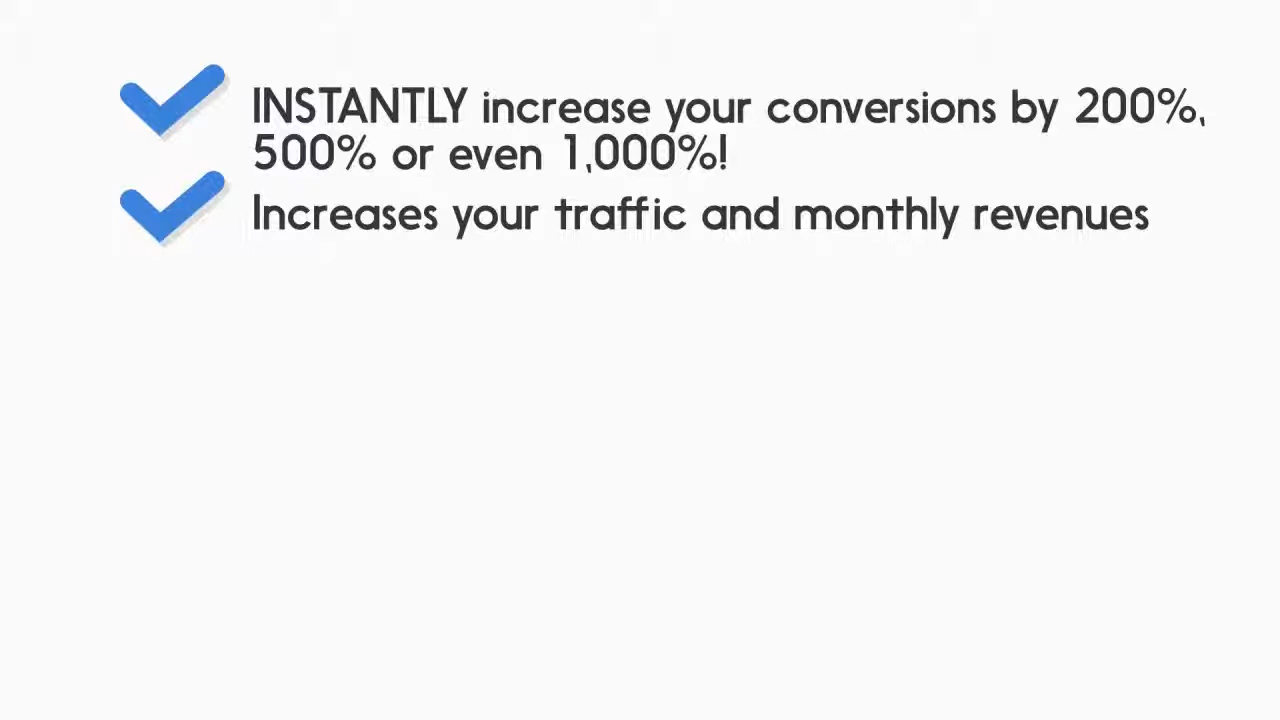 INSTANTLY increase your conversions by 200%,
500% or even 1,000%!
Increases your traffic and monthly revenues